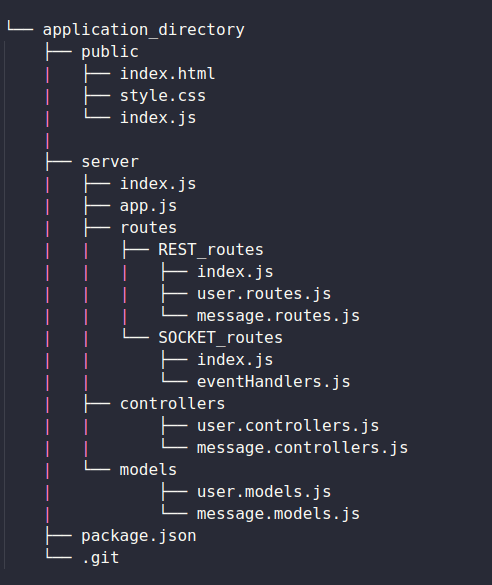 └── application_directory
    ├── public
    |   ├── index.html
    |   ├── style.css
    |   └── index.js
    |
    ├── server
    |   ├── index.js
    |   ├── app.js
    |   ├── routes
    |   |   ├── REST_routes
    |   |   |   ├── index.js
    |   |   |   ├── user.routes.js
    |   |   |   └── message.routes.js
    |   |   └── SOCKET_routes
    |   |       ├── index.js
    |   |       └── eventHandlers.js
    |   ├── controllers
    |   |       ├── user.controllers.js
    |   |       └── message.controllers.js
    |   └── models
    |           ├── user.models.js
    |           └── message.models.js
    ├── package.json
    └── .git